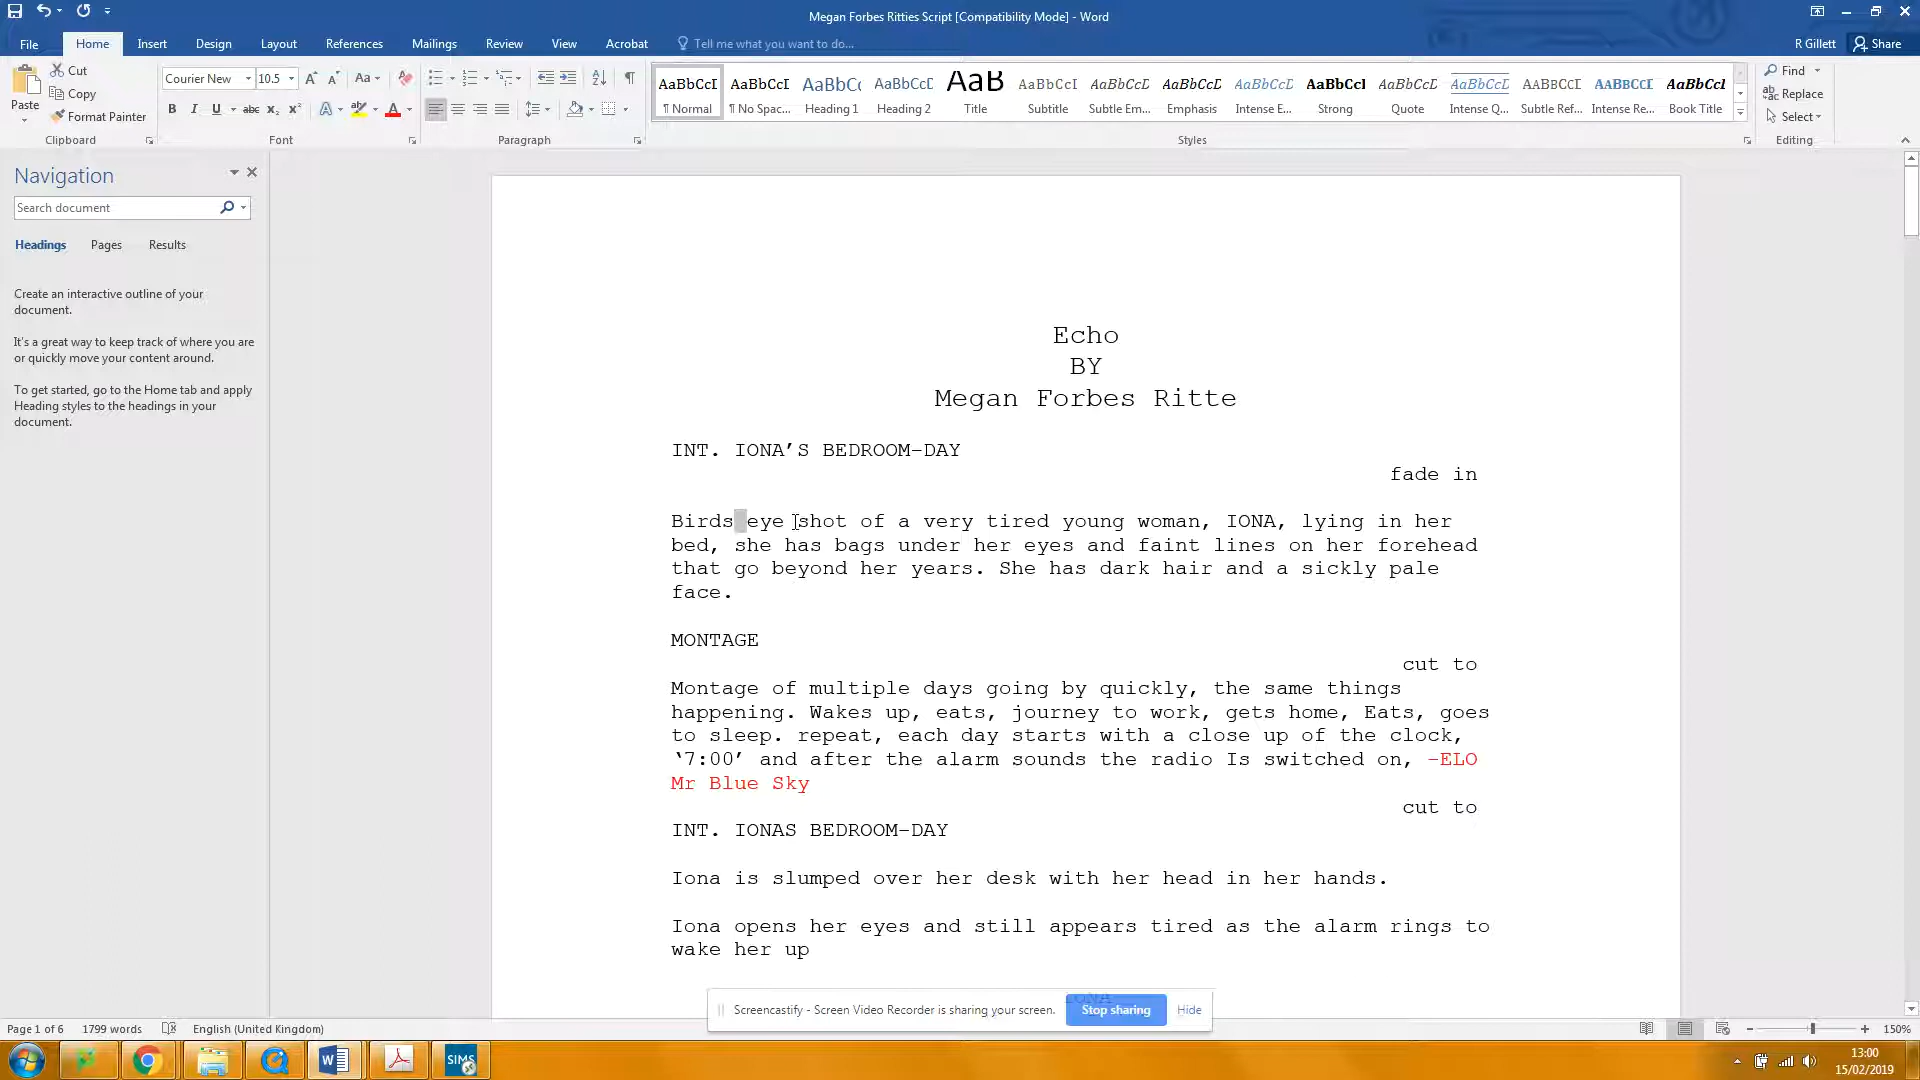 Megan Forbes Ritties Script [Compatibility Mode] - Word
File Home Insert Design Layout References Mailings Review View Acrobat Tell me what you want to do... R Gillett Share
Paste Cut Copy Format Painter
Clipboard
Courier New 10.5
Font
Paragraph
AaBbCcI AaBbCcI AaBbCc AaBbCcD AaB AaBbCcI AaBbCcD AaBbCcD AaBbCcD AaBbCcI AaBbCcD AaBbCcD AaBbCcD AaBbCcD AaBbCcI
¶ Normal ¶ No Spac... Heading 1 Heading 2 Title Subtitle Subtle Em... Emphasis Intense E... Strong Quote Intense Q... Subtle Ref... Intense Re... Book Title
Styles
Find
Replace
Select
Editing
Navigation
Search document
Headings Pages Results
Create an interactive outline of your
document.
It's a great way to keep track of where you are
or quickly move your content around.
To get started, go to the Home tab and apply
Heading styles to the headings in your
document.
Echo
BY
Megan Forbes Ritte
INT. IONA’S BEDROOM–DAY
fade in
Birds eye shot of a very tired young woman, IONA, lying in her
bed, she has bags under her eyes and faint lines on her forehead
that go beyond her years. She has dark hair and a sickly pale
face.
MONTAGE
cut to
Montage of multiple days going by quickly, the same things
happening. Wakes up, eats, journey to work, gets home, Eats, goes
to sleep. repeat, each day starts with a close up of the clock,
‘7:00’ and after the alarm sounds the radio Is switched on, –ELO
Mr Blue Sky
cut to
INT. IONAS BEDROOM–DAY
Iona is slumped over her desk with her head in her hands.
Iona opens her eyes and still appears tired as the alarm rings to
wake her up
IONA
Screencastify - Screen Video Recorder is sharing your screen. Stop sharing Hide
Page 1 of 6 1799 words English (United Kingdom) 150%
SIMS
13:00
15/02/2019